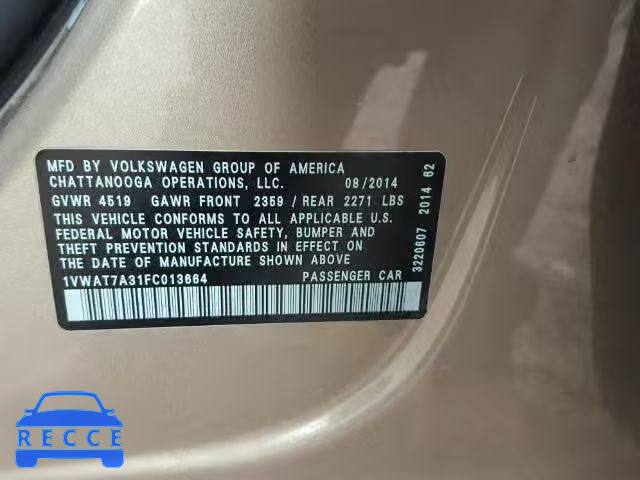 MFD BY VOLKSWAGEN GROUP OF AMERICA
CHATTANOOGA OPERATIONS, LLC. 08/2014
GVWR 4519 GAWR FRONT 2359 / REAR 2271 LBS
THIS VEHICLE CONFORMS TO ALL APPLICABLE U.S.
FEDERAL MOTOR VEHICLE SAFETY, BUMPER AND
THEFT PREVENTION STANDARDS IN EFFECT ON
THE DATE OF MANUFACTURE SHOWN ABOVE
1VWAT7A31FC013664 PASSENGER CAR
3220607 2014 62
RECCE